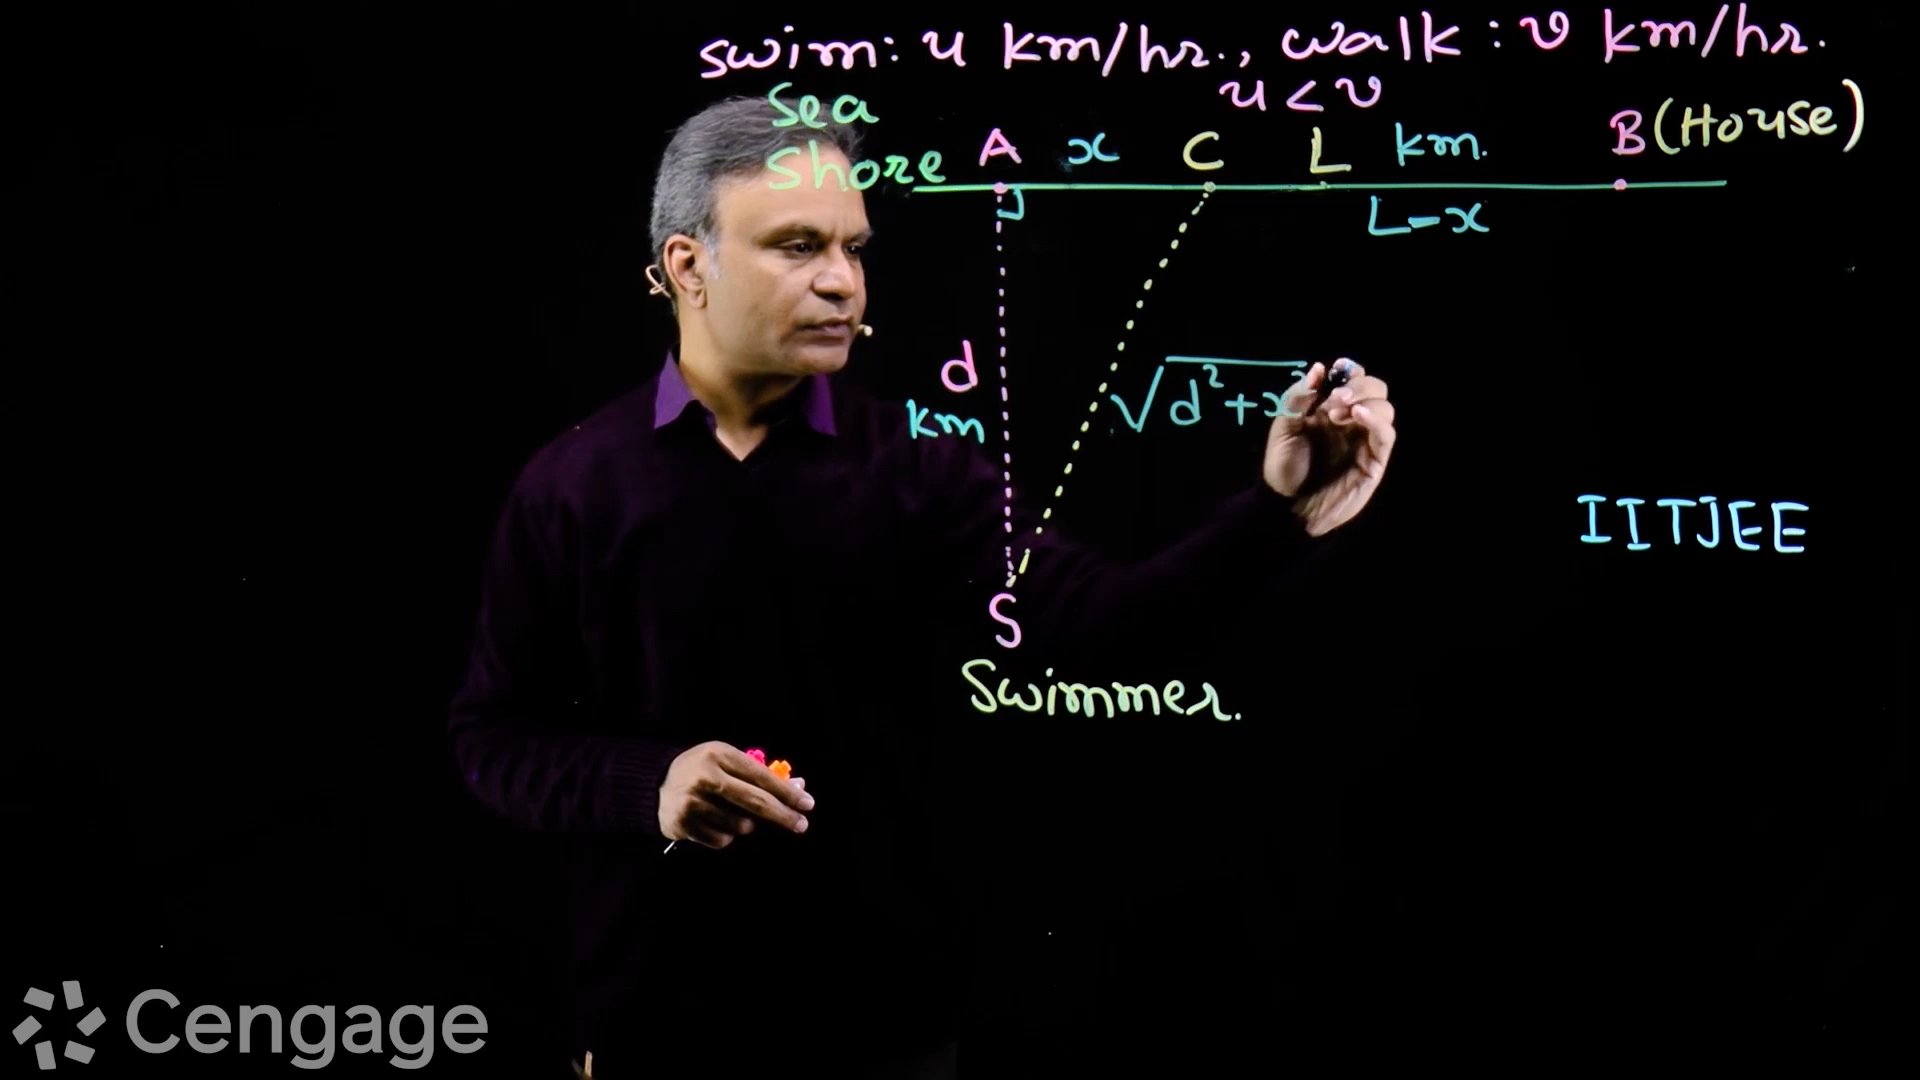 swim: u km/hr., walk: v km/hr.
u < v
Sea
Shore A x C L km. B (House)
L-x
d
km
√d²+x²
IITJEE
S
Swimmer.
Cengage